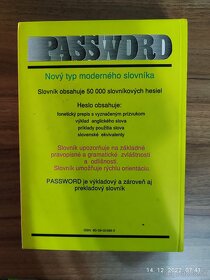 PASSWORD
Nový typ moderného slovníka
Slovník obsahuje 50 000 slovníkových hesiel
Heslo obsahuje:
fonetický prepis s vyznačeným prízvukom
výklad anglického slova
príklady použitia slova
slovenské ekvivalenty
Slovník upozorňuje na základné
pravopisné a gramatické zvláštnosti
a odlišnosti.
Slovník umožňuje rýchlu orientáciu
PASSWORD je výkladový a zároveň aj
prekladový slovník
ISBN
14. 12. 2022 07:41